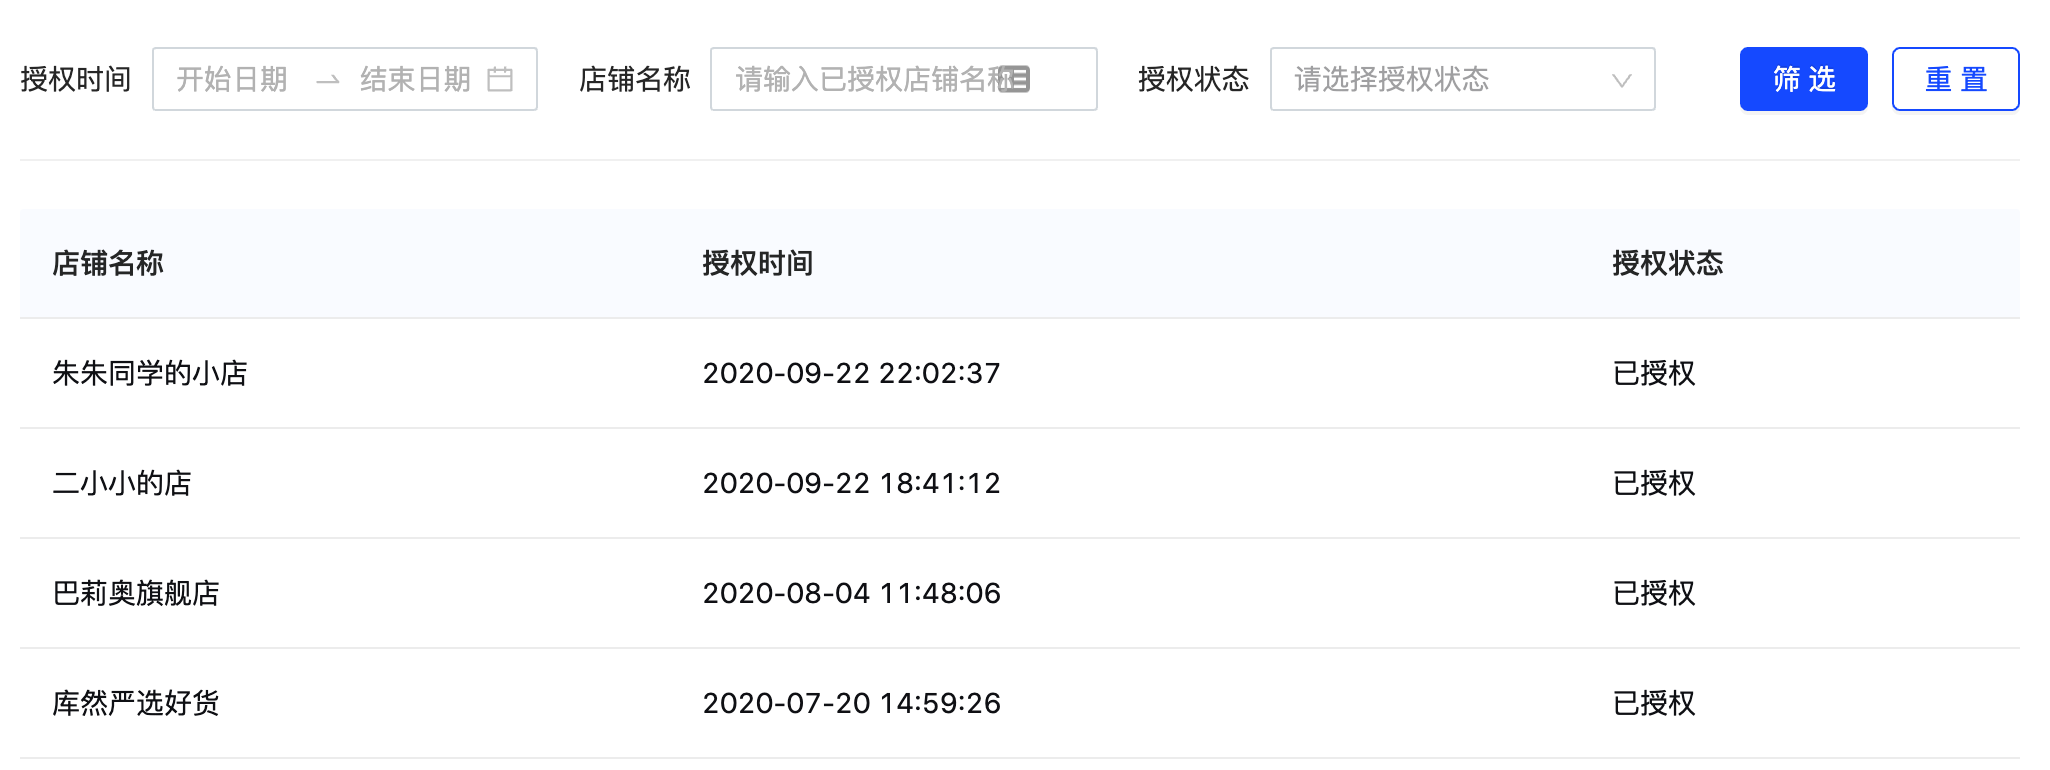 授权时间 开始日期 结束日期 店铺名称 请输入已授权店铺名称 授权状态 请选择授权状态 筛选 重置
店铺名称 授权时间 授权状态
朱朱同学的小店 2020-09-22 22:02:37 已授权
二小小的店 2020-09-22 18:41:12 已授权
巴莉奥旗舰店 2020-08-04 11:48:06 已授权
库然严选好货 2020-07-20 14:59:26 已授权